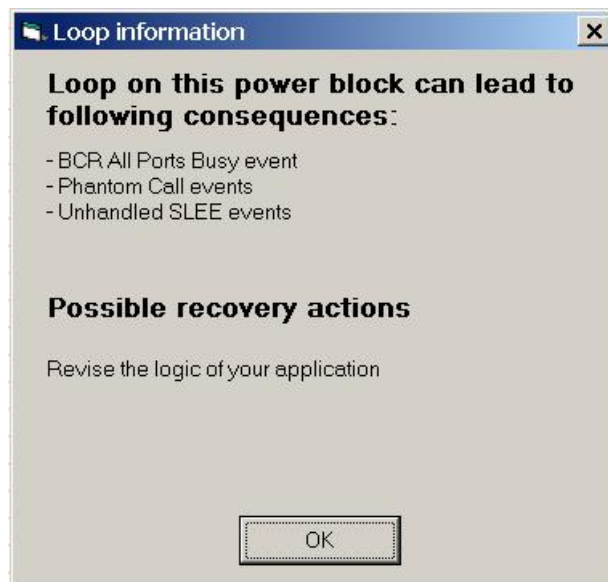 Loop information
Loop on this power block can lead to
following consequences:
- BCR All Ports Busy event
- Phantom Call events
- Unhandled SLEE events
Possible recovery actions
Revise the logic of your application
OK